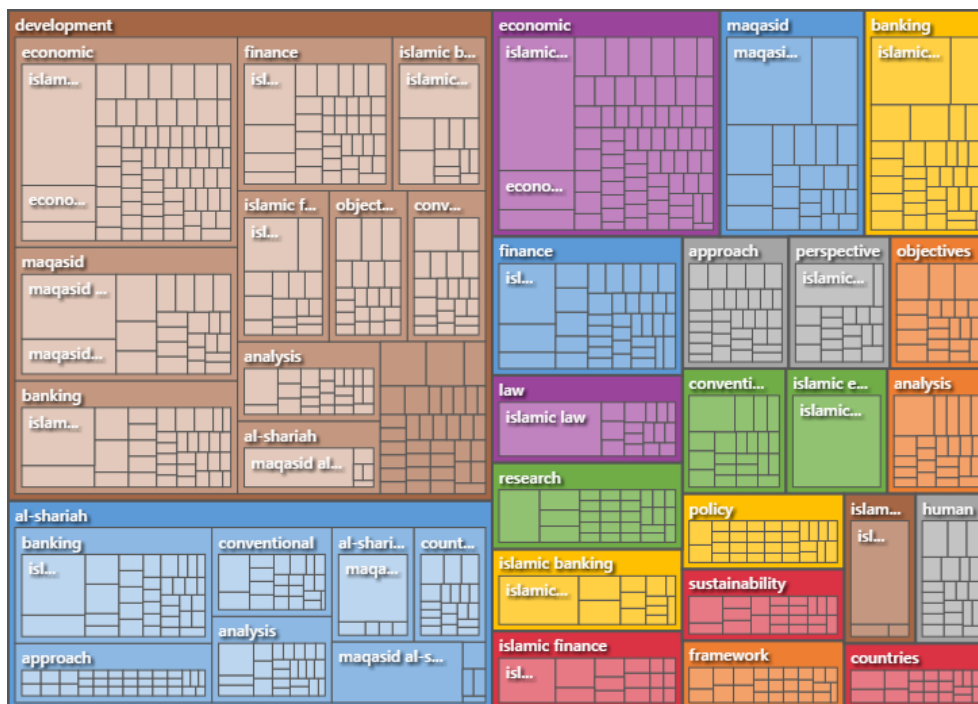 development
economic
islam...
econo...
finance
isl...
islamic b...
islamic...
islamic f...
isl...
object...
conv...
maqasid
maqasid ...
maqasid...
analysis
banking
islam...
al-shariah
maqasid al...
al-shariah
banking
isl...
conventional
al-shari...
maqa...
count...
analysis
approach
maqasid al-s...
economic
islamic...
econo...
maqasid
maqasi...
banking
islamic...
finance
isl...
approach
perspective
islamic...
objectives
law
islamic law
conventi...
islamic e...
islamic...
analysis
research
policy
islam...
isl...
human
islamic banking
islamic...
sustainability
islamic finance
isl...
framework
countries